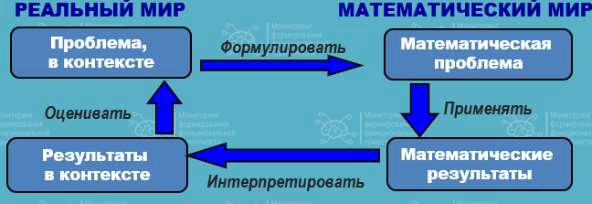 РЕАЛЬНЫЙ МИР
МАТЕМАТИЧЕСКИЙ МИР
Проблема,
в контексте
Формулировать
Математическая
проблема
Оценивать
Применять
Результаты
в контексте
Интерпретировать
Математические
результаты